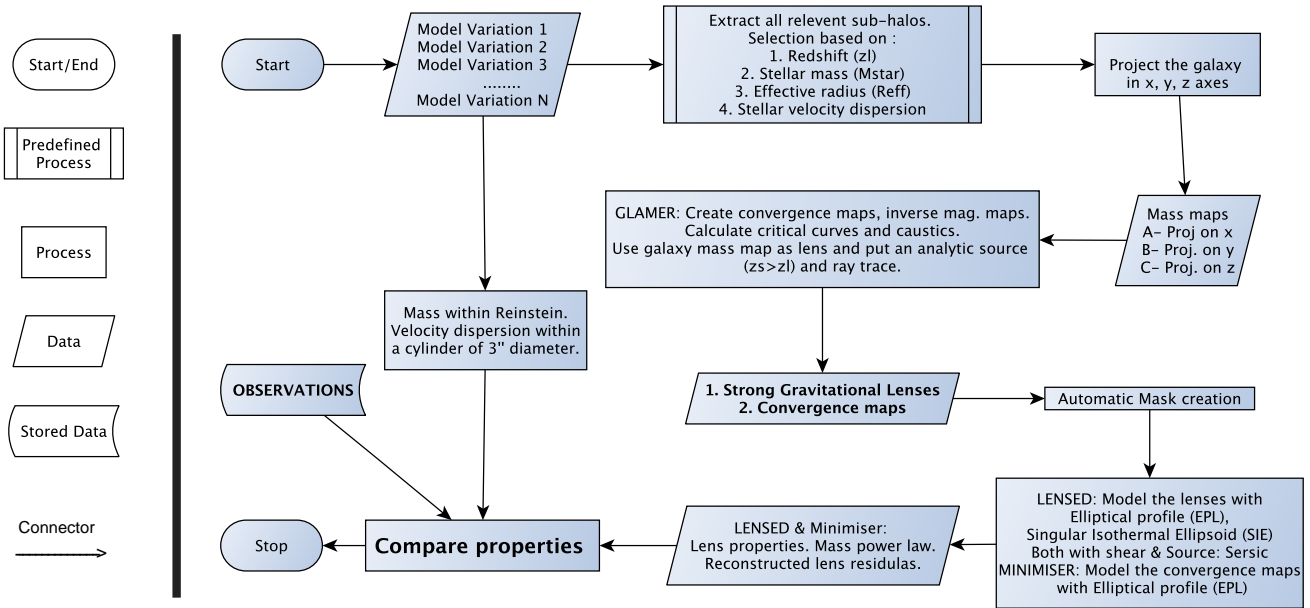 Start/End
Predefined
Process
Process
Data
Stored Data
Connector
Start
Model Variation 1
Model Variation 2
Model Variation 3
........
Model Variation N
Extract all relevent sub-halos.
Selection based on :
1. Redshift (zl)
2. Stellar mass (Mstar)
3. Effective radius (Reff)
4. Stellar velocity dispersion
Project the galaxy
in x, y, z axes
Mass maps
A- Proj on x
B- Proj. on y
C- Proj. on z
GLAMER: Create convergence maps, inverse mag. maps.
Calculate critical curves and caustics.
Use galaxy mass map as lens and put an analytic source
(zs>zl) and ray trace.
Mass within Reinstein.
Velocity dispersion within
a cylinder of 3" diameter.
OBSERVATIONS
1. Strong Gravitational Lenses
2. Convergence maps
Automatic Mask creation
LENSED: Model the lenses with
Elliptical profile (EPL),
Singular Isothermal Ellipsoid (SIE)
Both with shear & Source: Sersic
MINIMISER: Model the convergence maps
with Elliptical profile (EPL)
LENSED & Minimiser:
Lens properties. Mass power law.
Reconstructed lens residulas.
Compare properties
Stop